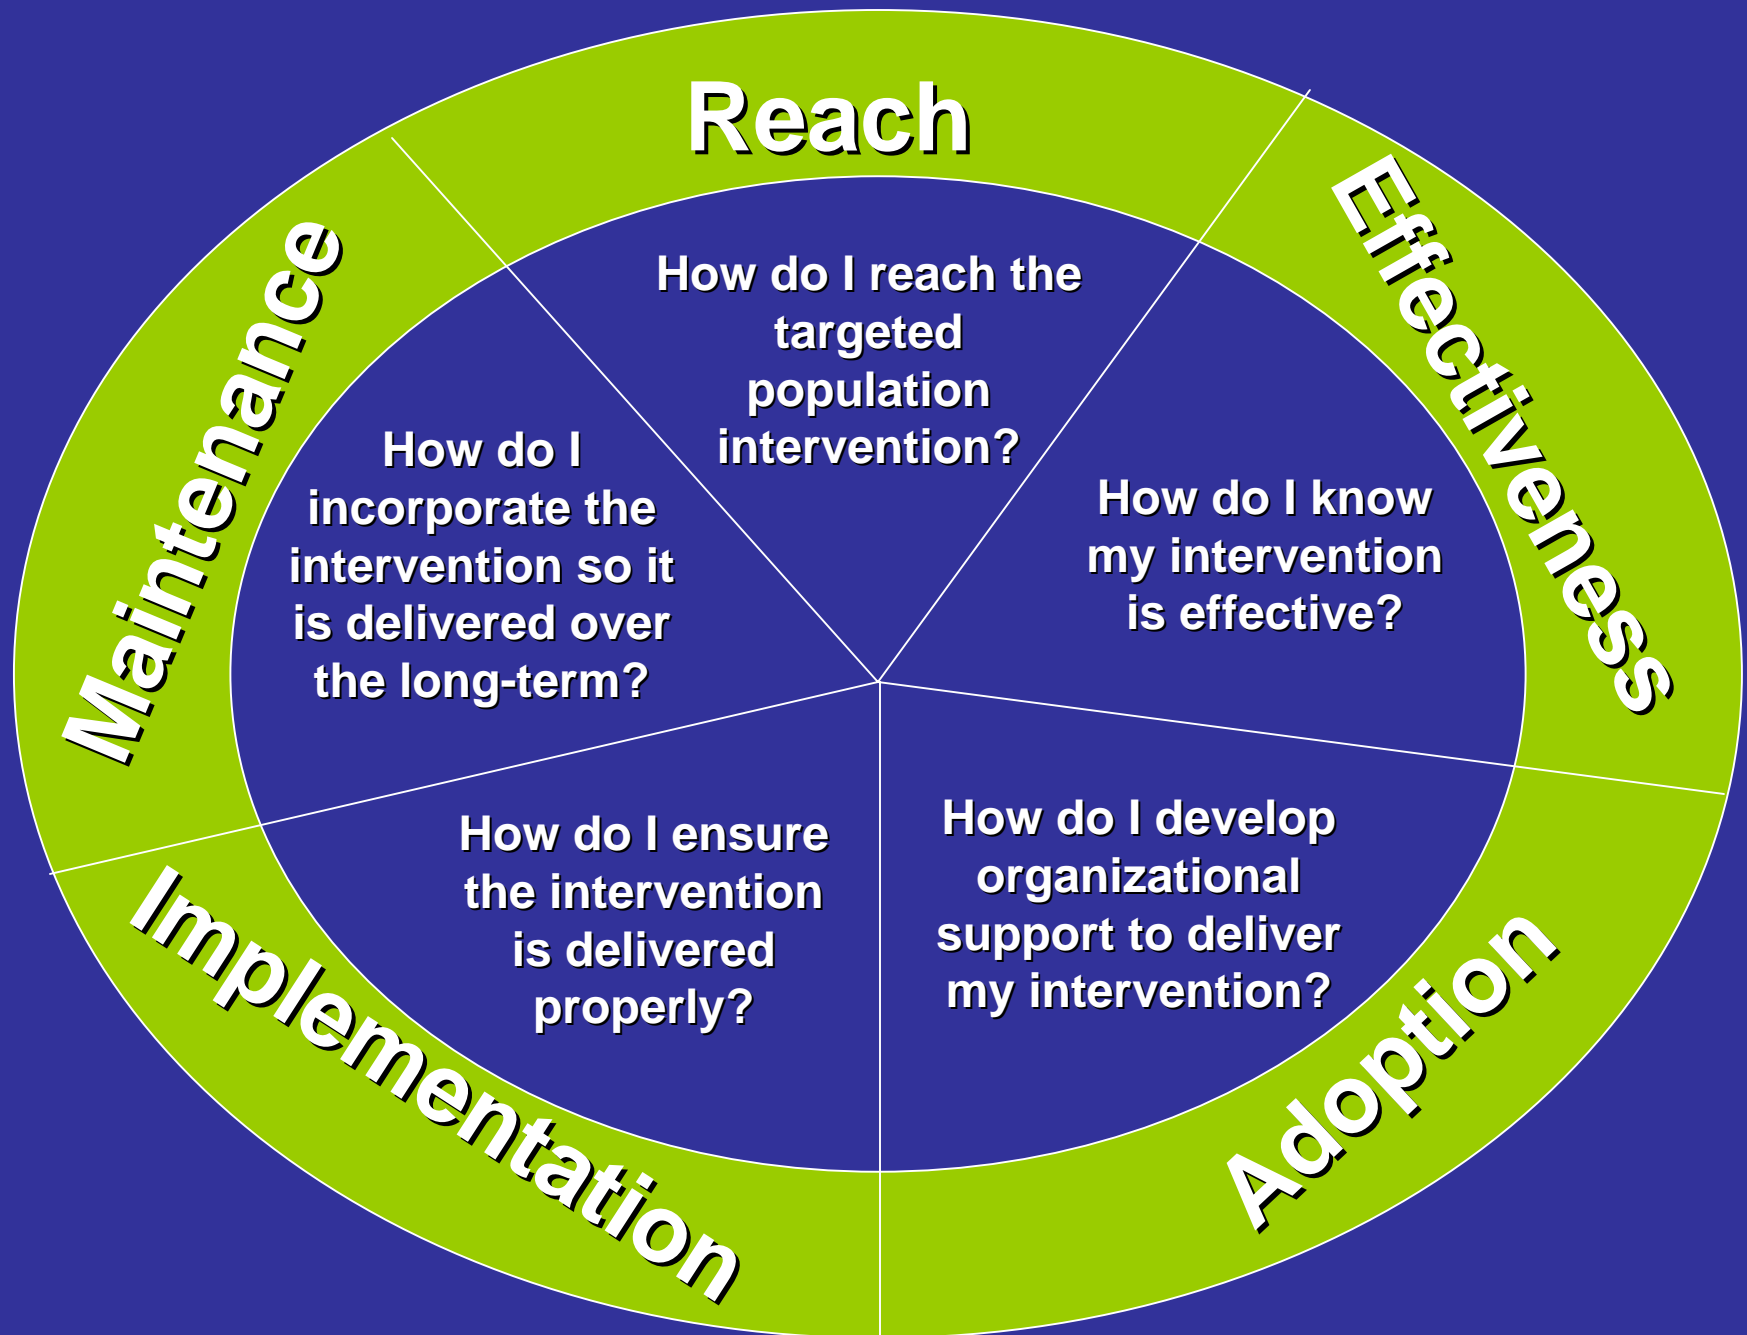 Reach
How do I reach the
targeted
population
intervention?
Effectiveness
How do I know
my intervention
is effective?
Adoption
How do I develop
organizational
support to deliver
my intervention?
Implementation
How do I ensure
the intervention
is delivered
properly?
Maintenance
How do I
incorporate the
intervention so it
is delivered over
the long-term?